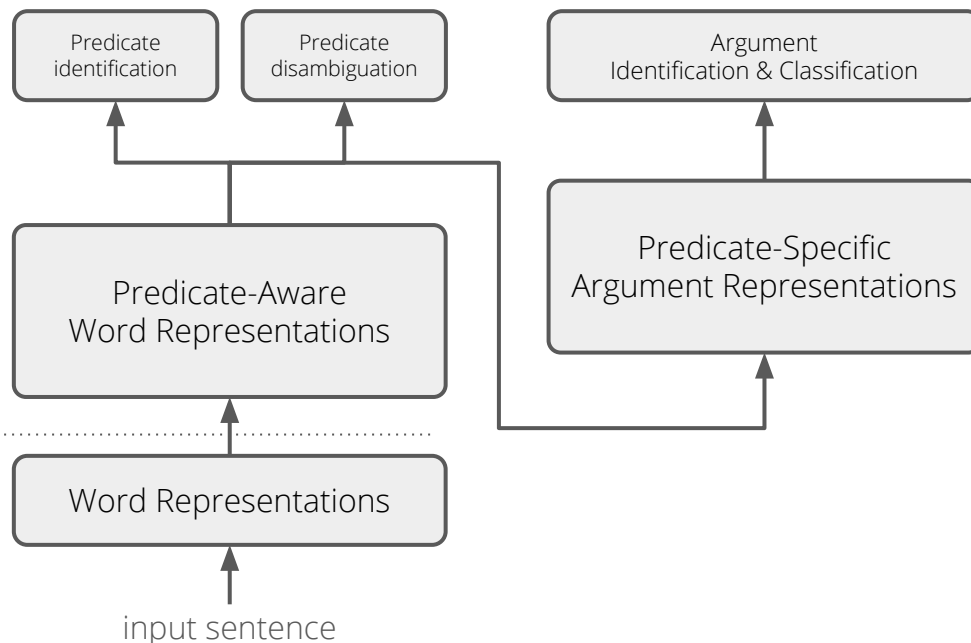 Predicate
identification
Predicate
disambiguation
Argument
Identification & Classification
Predicate-Aware
Word Representations
Predicate-Specific
Argument Representations
Word Representations
input sentence